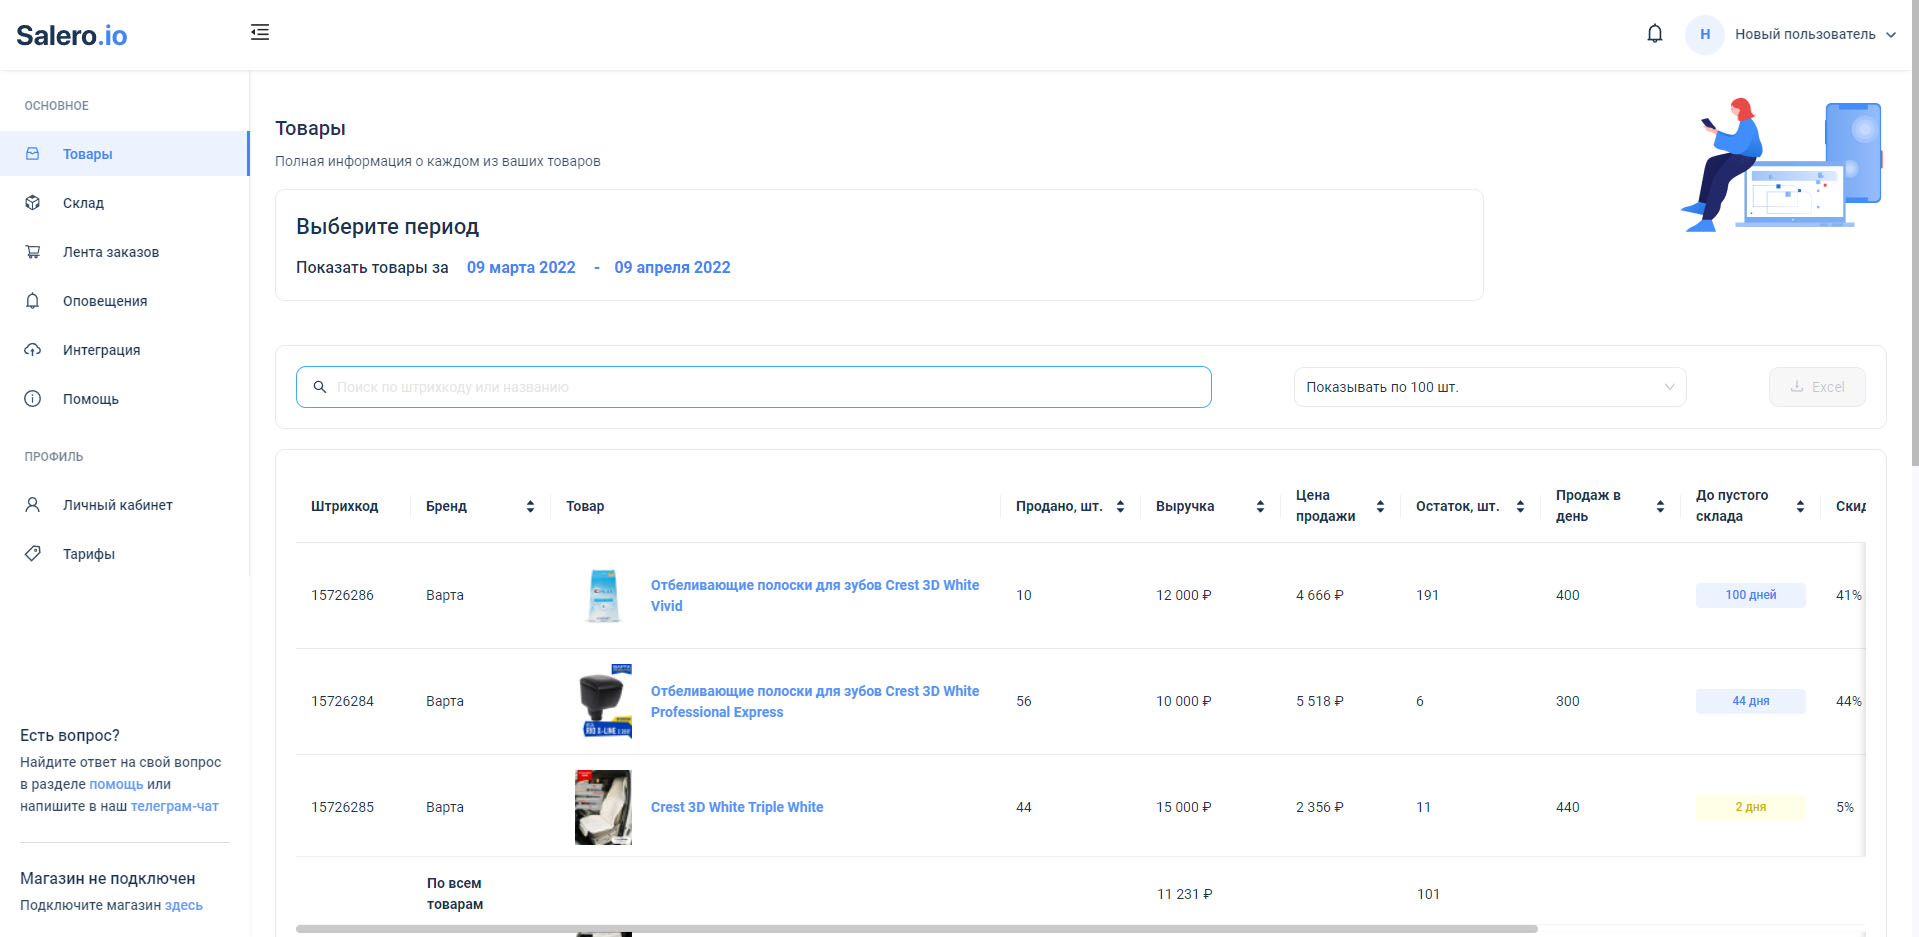 Salero.io
Н
Новый пользователь
ОСНОВНОЕ
Товары
Склад
Лента заказов
Оповещения
Интеграция
Помощь
ПРОФИЛЬ
Личный кабинет
Тарифы
Есть вопрос?
Найдите ответ на свой вопрос
в разделе помощь или
напишите в наш телеграм-чат
Магазин не подключен
Подключите магазин здесь
Товары
Полная информация о каждом из ваших товаров
Выберите период
Показать товары за 09 марта 2022 - 09 апреля 2022
Поиск по штрихкоду или названию
Показывать по 100 шт.
Excel
Штрихкод Бренд Товар Продано, шт. Выручка Цена продажи Остаток, шт. Продаж в день До пустого склада Скид
15726286 Варта Отбеливающие полоски для зубов Crest 3D White Vivid 10 12 000 ₽ 4 666 ₽ 191 400 100 дней 41%
15726284 Варта Отбеливающие полоски для зубов Crest 3D White Professional Express 56 10 000 ₽ 5 518 ₽ 6 300 44 дня 44%
15726285 Варта Crest 3D White Triple White 44 15 000 ₽ 2 356 ₽ 11 440 2 дня 5%
По всем товарам 11 231 ₽ 101